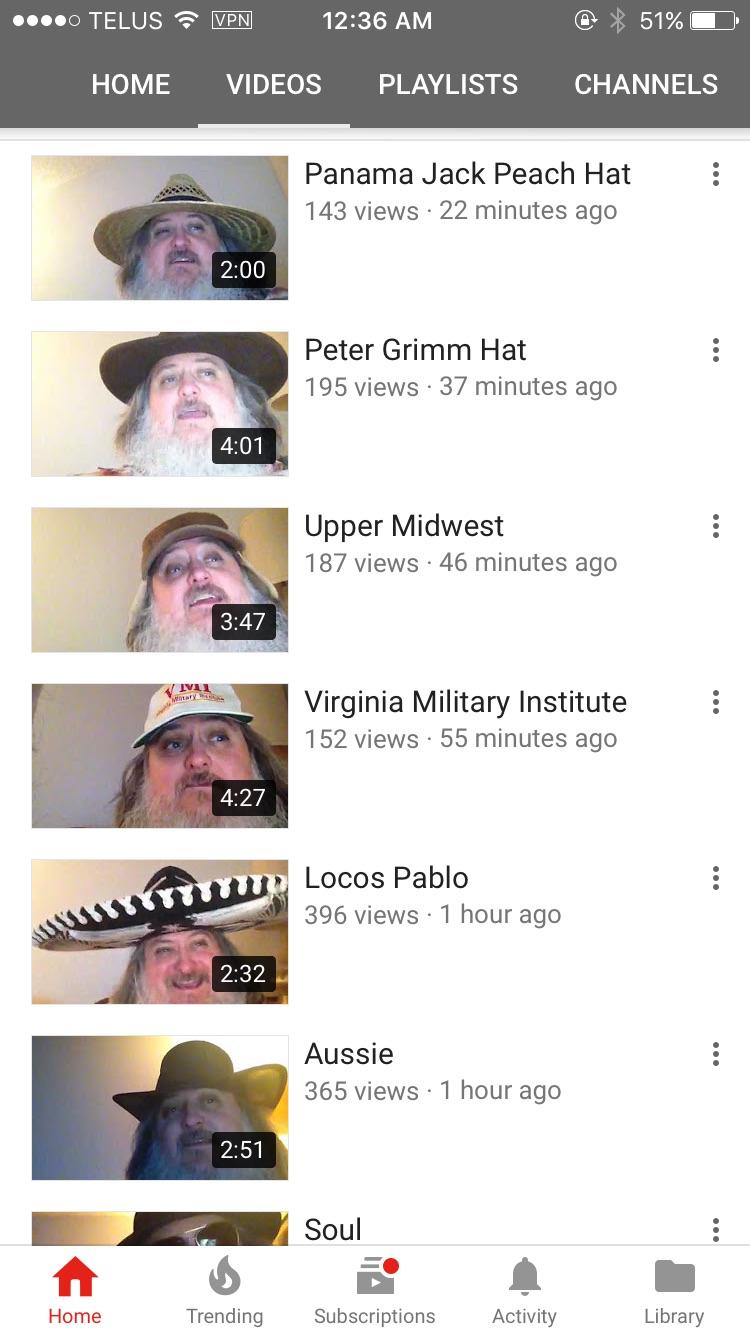 TELUS VPN 12:36 AM 51%
HOME VIDEOS PLAYLISTS CHANNELS
Panama Jack Peach Hat
143 views · 22 minutes ago
2:00
Peter Grimm Hat
195 views · 37 minutes ago
4:01
Upper Midwest
187 views · 46 minutes ago
3:47
Virginia Military Institute
152 views · 55 minutes ago
VMI
Virginia Military Institute
4:27
Locos Pablo
396 views · 1 hour ago
2:32
Aussie
365 views · 1 hour ago
2:51
Soul
Home Trending Subscriptions Activity Library